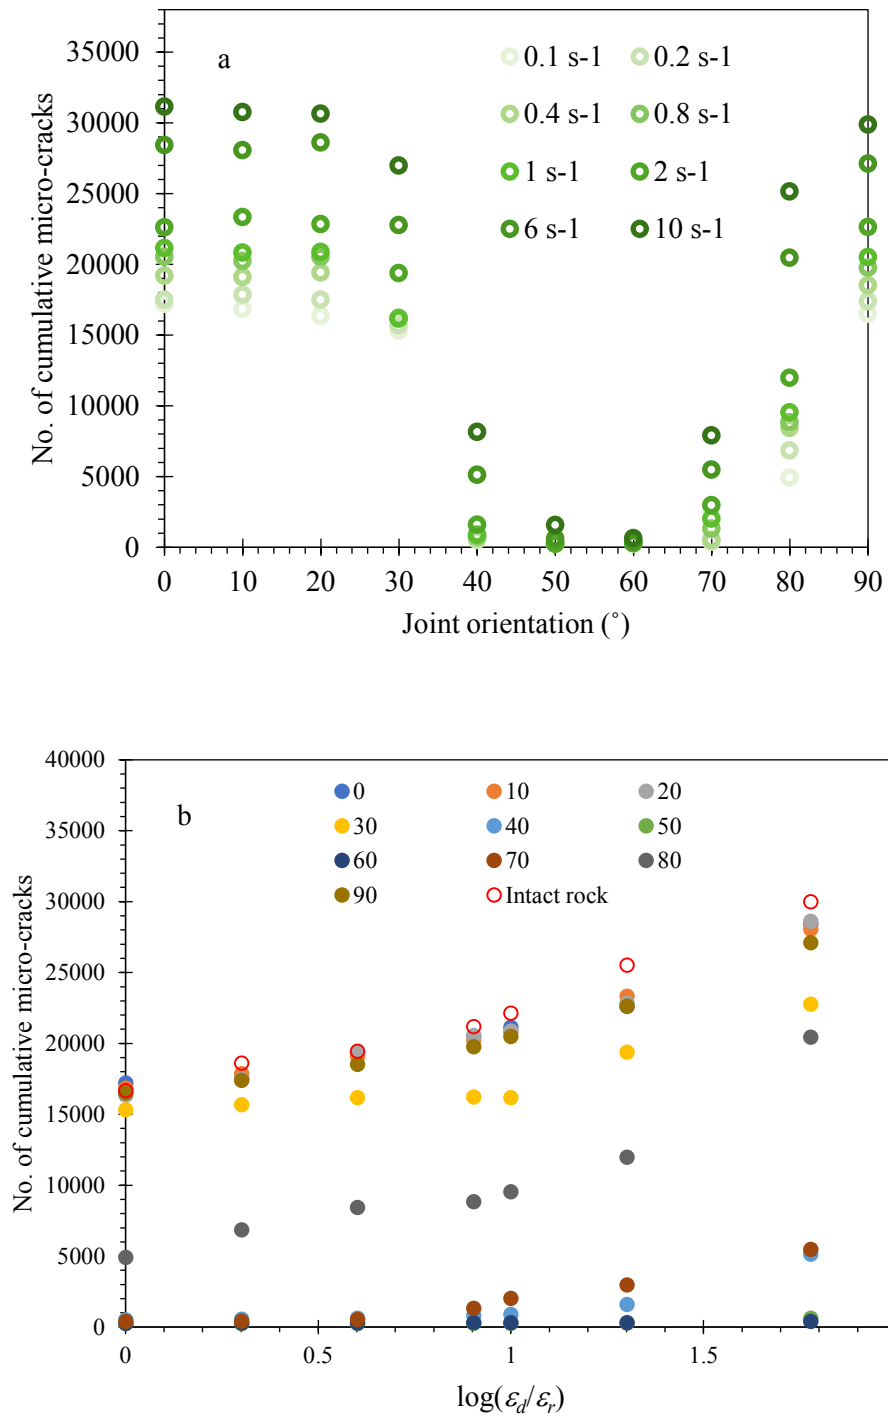 a
0.1 s-1 0.2 s-1
0.4 s-1 0.8 s-1
1 s-1 2 s-1
6 s-1 10 s-1
35000
30000
25000
20000
15000
10000
5000
0
No. of cumulative micro-cracks
0 10 20 30 40 50 60 70 80 90
Joint orientation (˚)
b
0 10 20
30 40 50
60 70 80
90 Intact rock
40000
35000
30000
25000
20000
15000
10000
5000
0
No. of cumulative micro-cracks
0 0.5 1 1.5
log(εd/εr)